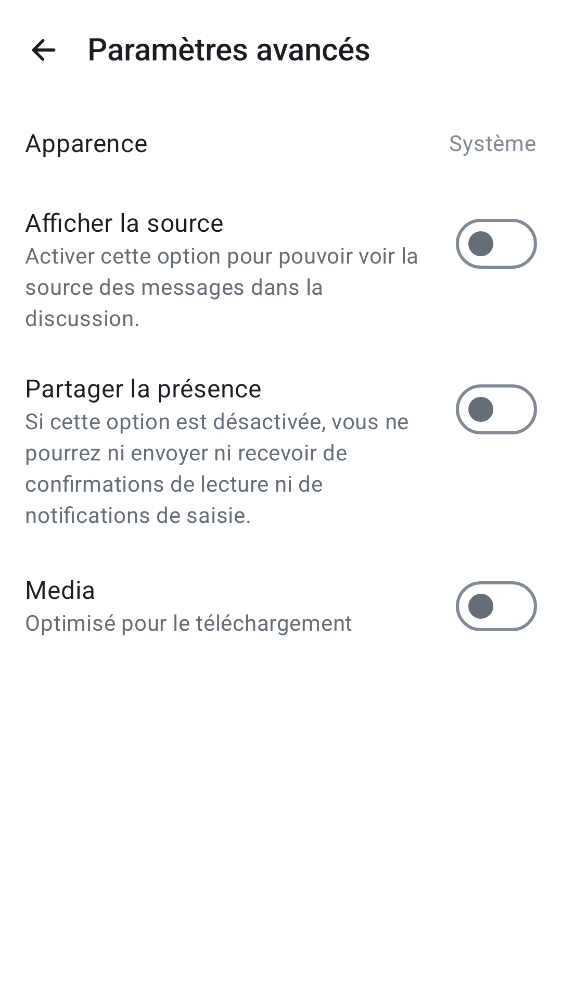 Paramètres avancés
Apparence
Système
Afficher la source
Activer cette option pour pouvoir voir la
source des messages dans la
discussion.
Partager la présence
Si cette option est désactivée, vous ne
pourrez ni envoyer ni recevoir de
confirmations de lecture ni de
notifications de saisie.
Media
Optimisé pour le téléchargement